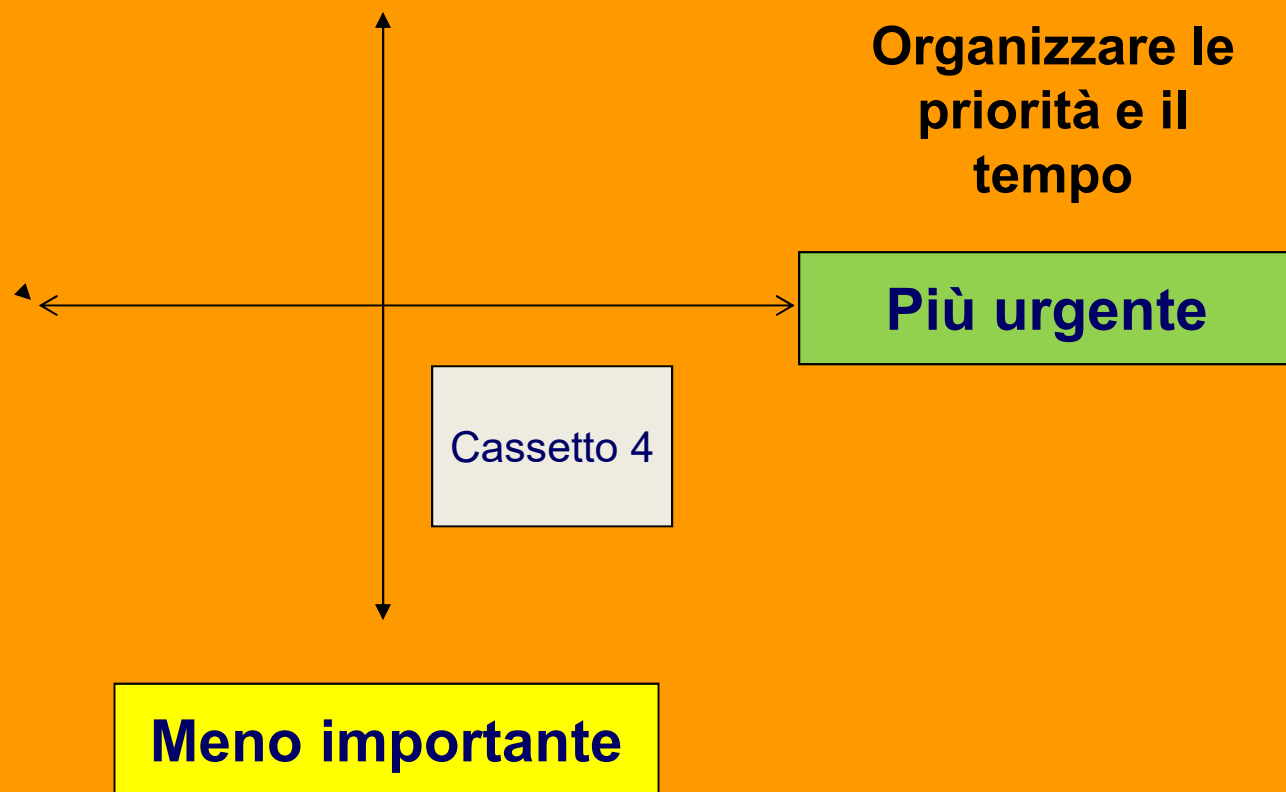 Organizzare le
priorità e il
tempo
Più urgente
Cassetto 4
Meno importante